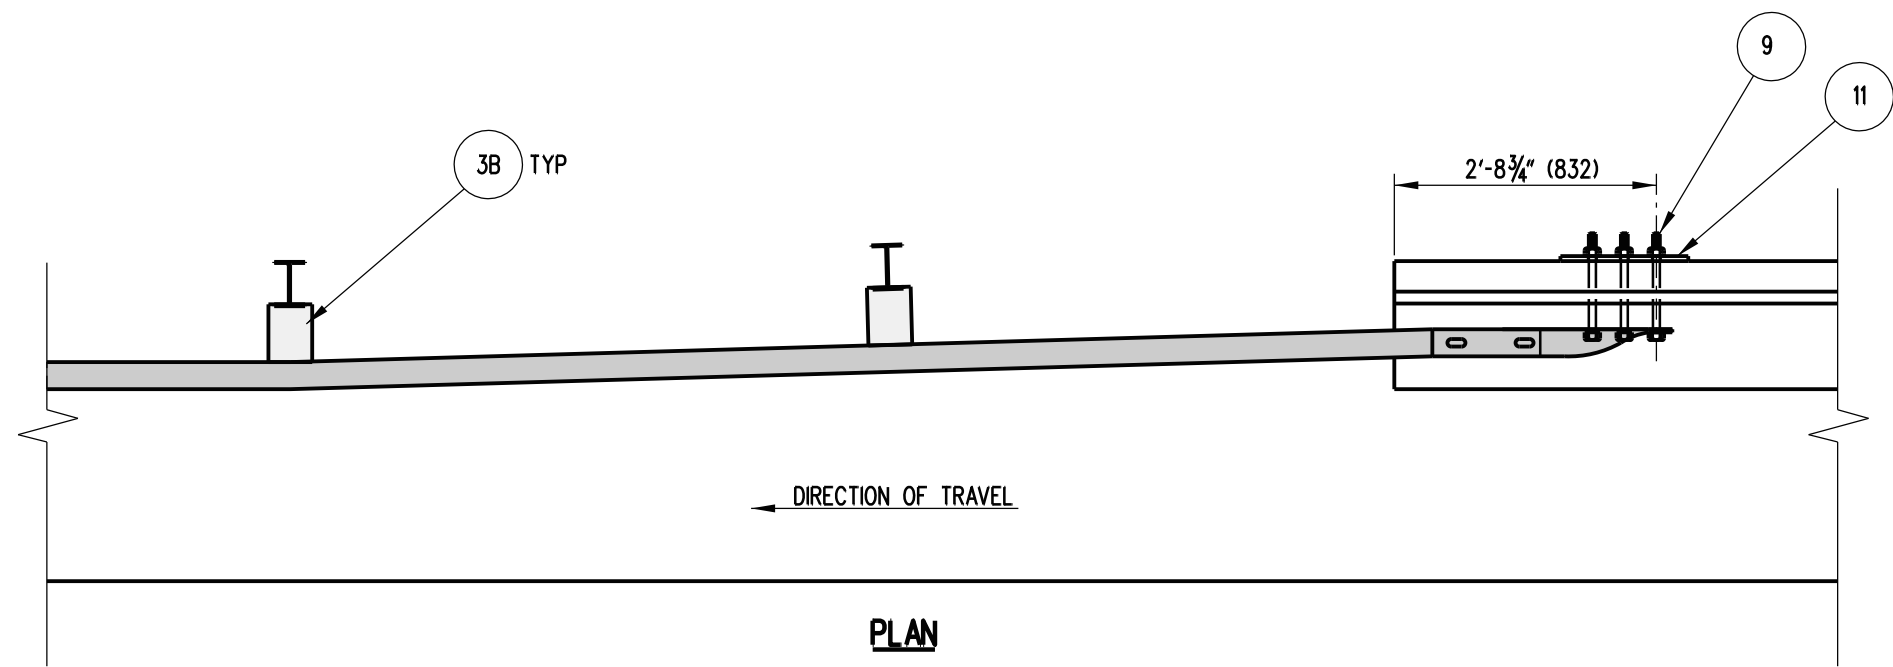 9
11
3B TYP
2'-8¾" (832)
DIRECTION OF TRAVEL
PLAN